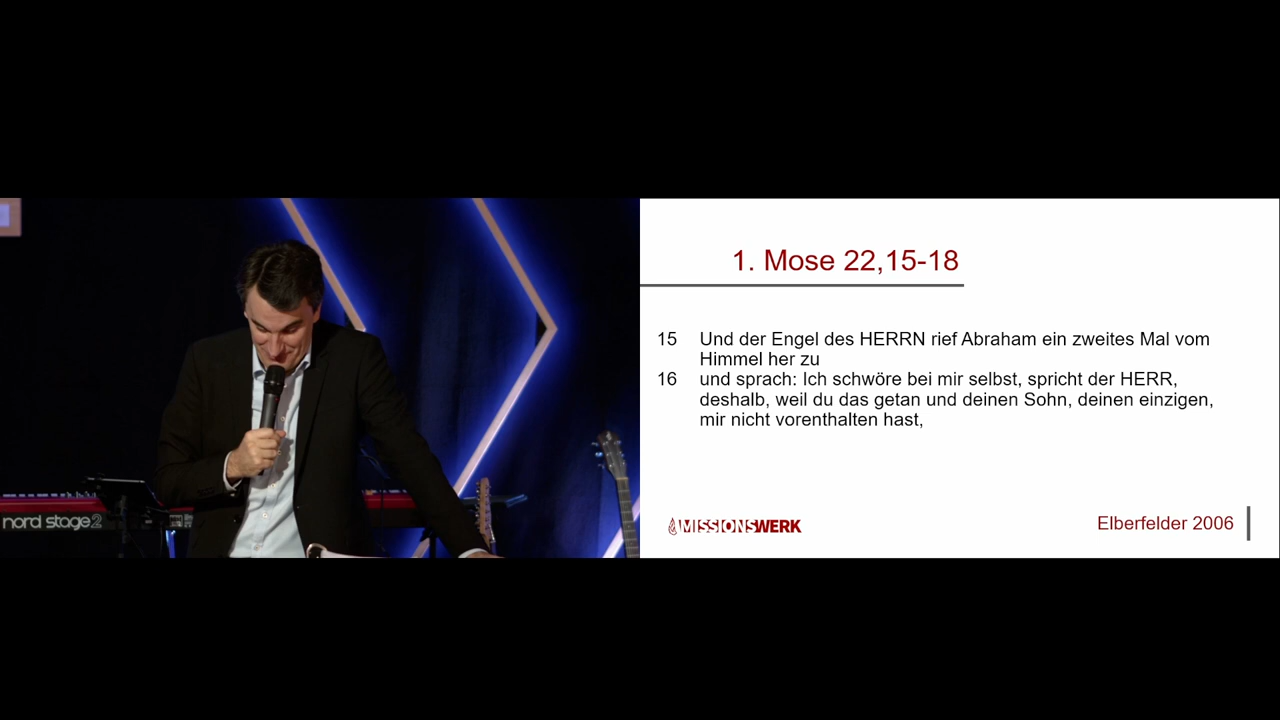 nord stage2
1. Mose 22,15-18
15 Und der Engel des HERRN rief Abraham ein zweites Mal vom
Himmel her zu
16 und sprach: Ich schwöre bei mir selbst, spricht der HERR,
deshalb, weil du das getan und deinen Sohn, deinen einzigen,
mir nicht vorenthalten hast,
MISSIONSWERK
Elberfelder 2006